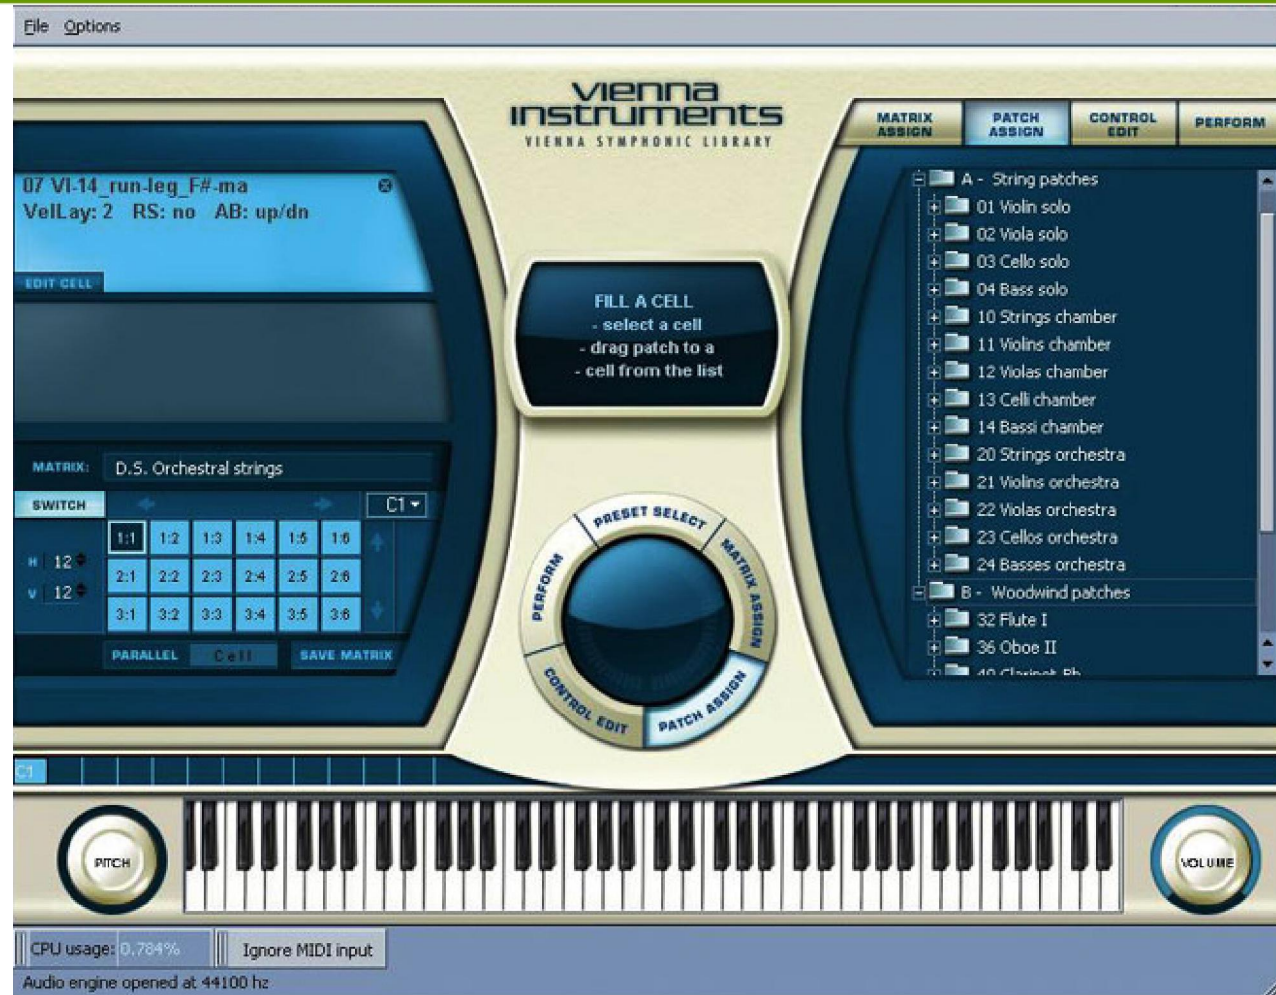 File Options
vienna
instruments
VIENNA SYMPHONIC LIBRARY
MATRIX
ASSIGN
PATCH
ASSIGN
CONTROL
EDIT
PERFORM
07 VI-14_run-leg_F#-ma
VelLay: 2 RS: no AB: up/dn
EDIT CELL
FILL A CELL
- select a cell
- drag patch to a
- cell from the list
A - String patches
01 Violin solo
02 Viola solo
03 Cello solo
04 Bass solo
10 Strings chamber
11 Violins chamber
12 Violas chamber
13 Celli chamber
14 Bassi chamber
20 Strings orchestra
21 Violins orchestra
22 Violas orchestra
23 Cellos orchestra
24 Basses orchestra
B - Woodwind patches
32 Flute I
36 Oboe II
40 Clarinet Bb
MATRIX: D.S. Orchestral strings
SWITCH C1
1:1 1:2 1:3 1:4 1:5 1:6
H 12
2:1 2:2 2:3 2:4 2:5 2:6
V 12
3:1 3:2 3:3 3:4 3:5 3:6
PARALLEL Cell SAVE MATRIX
PRESET SELECT
MATRIX ASSIGN
PATCH ASSIGN
CONTROL EDIT
PERFORM
C1
PITCH
VOLUME
CPU usage: 0.784% Ignore MIDI input
Audio engine opened at 44100 hz